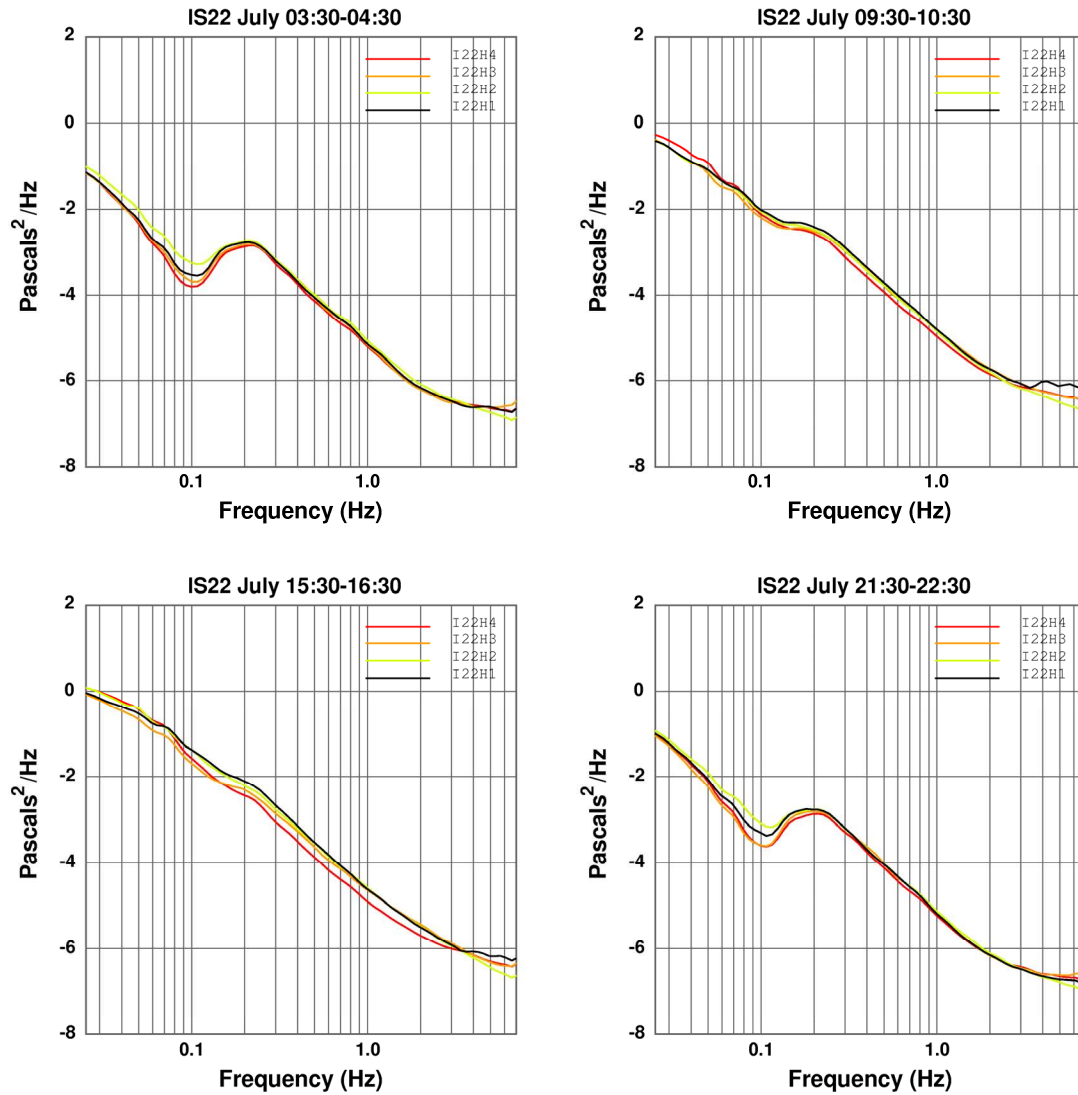 IS22 July 03:30-04:30
2
0
-2
-4
-6
-8
Pascals²/Hz
I22H4
I22H3
I22H2
I22H1
0.1 1.0
Frequency (Hz)
IS22 July 09:30-10:30
2
0
-2
-4
-6
-8
Pascals²/Hz
I22H4
I22H3
I22H2
I22H1
0.1 1.0
Frequency (Hz)
IS22 July 15:30-16:30
2
0
-2
-4
-6
-8
Pascals²/Hz
I22H4
I22H3
I22H2
I22H1
0.1 1.0
Frequency (Hz)
IS22 July 21:30-22:30
2
0
-2
-4
-6
-8
Pascals²/Hz
I22H4
I22H3
I22H2
I22H1
0.1 1.0
Frequency (Hz)